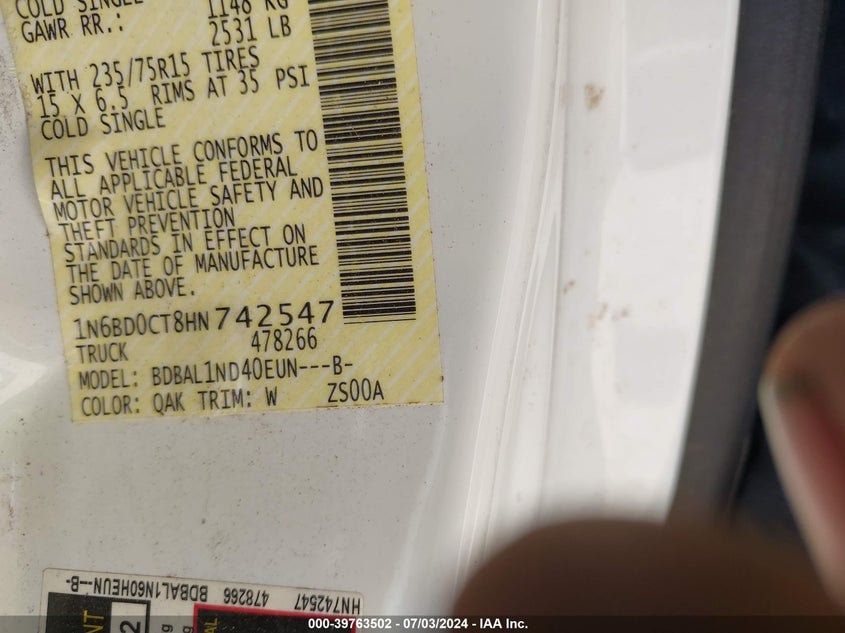 COLD SINGLE 1148 KG
GAWR RR.: 2531 LB
WITH 235/75R15 TIRES
15 X 6.5 RIMS AT 35 PSI
COLD SINGLE
THIS VEHICLE CONFORMS TO
ALL APPLICABLE FEDERAL
MOTOR VEHICLE SAFETY AND
THEFT PREVENTION
STANDARDS IN EFFECT ON
THE DATE OF MANUFACTURE
SHOWN ABOVE.
1N6BD0CT8HN742547
TRUCK 478266
MODEL: BDBAL1ND40EUN---B-
COLOR: QAK TRIM: W ZS00A
HN742547 478266 BDBAL1N60HEUN--B-
000-39763502 - 07/03/2024 - IAA Inc.